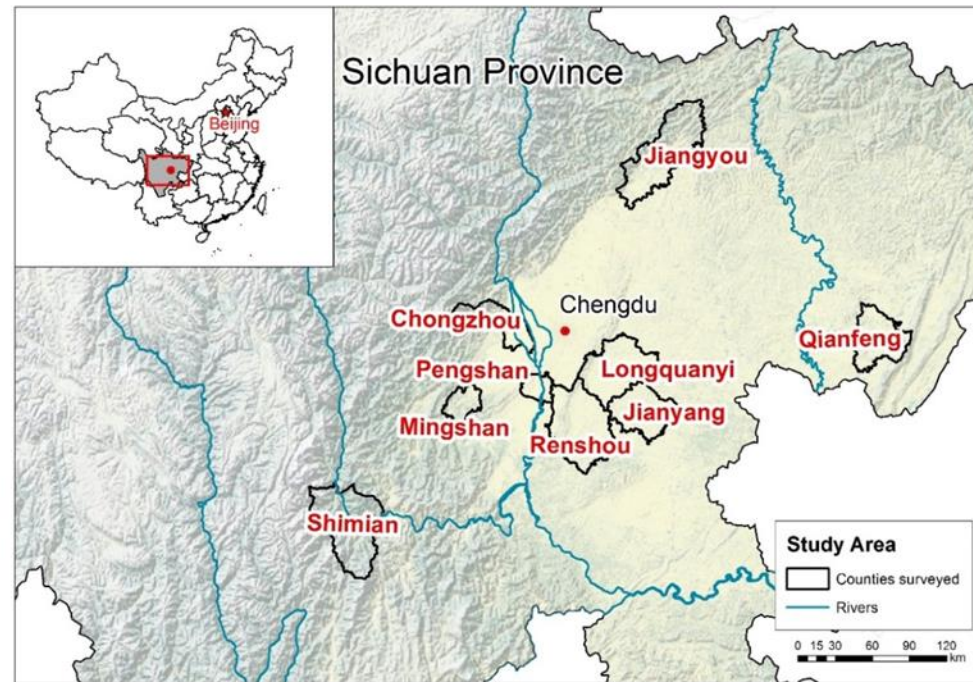 Sichuan Province
Beijing
Jiangyou
Chengdu
Chongzhou
Qianfeng
Pengshan
Longquanyi
Mingshan
Jianyang
Renshou
Shimian
Study Area
Counties surveyed
Rivers
0 15 30 60 90 120
km